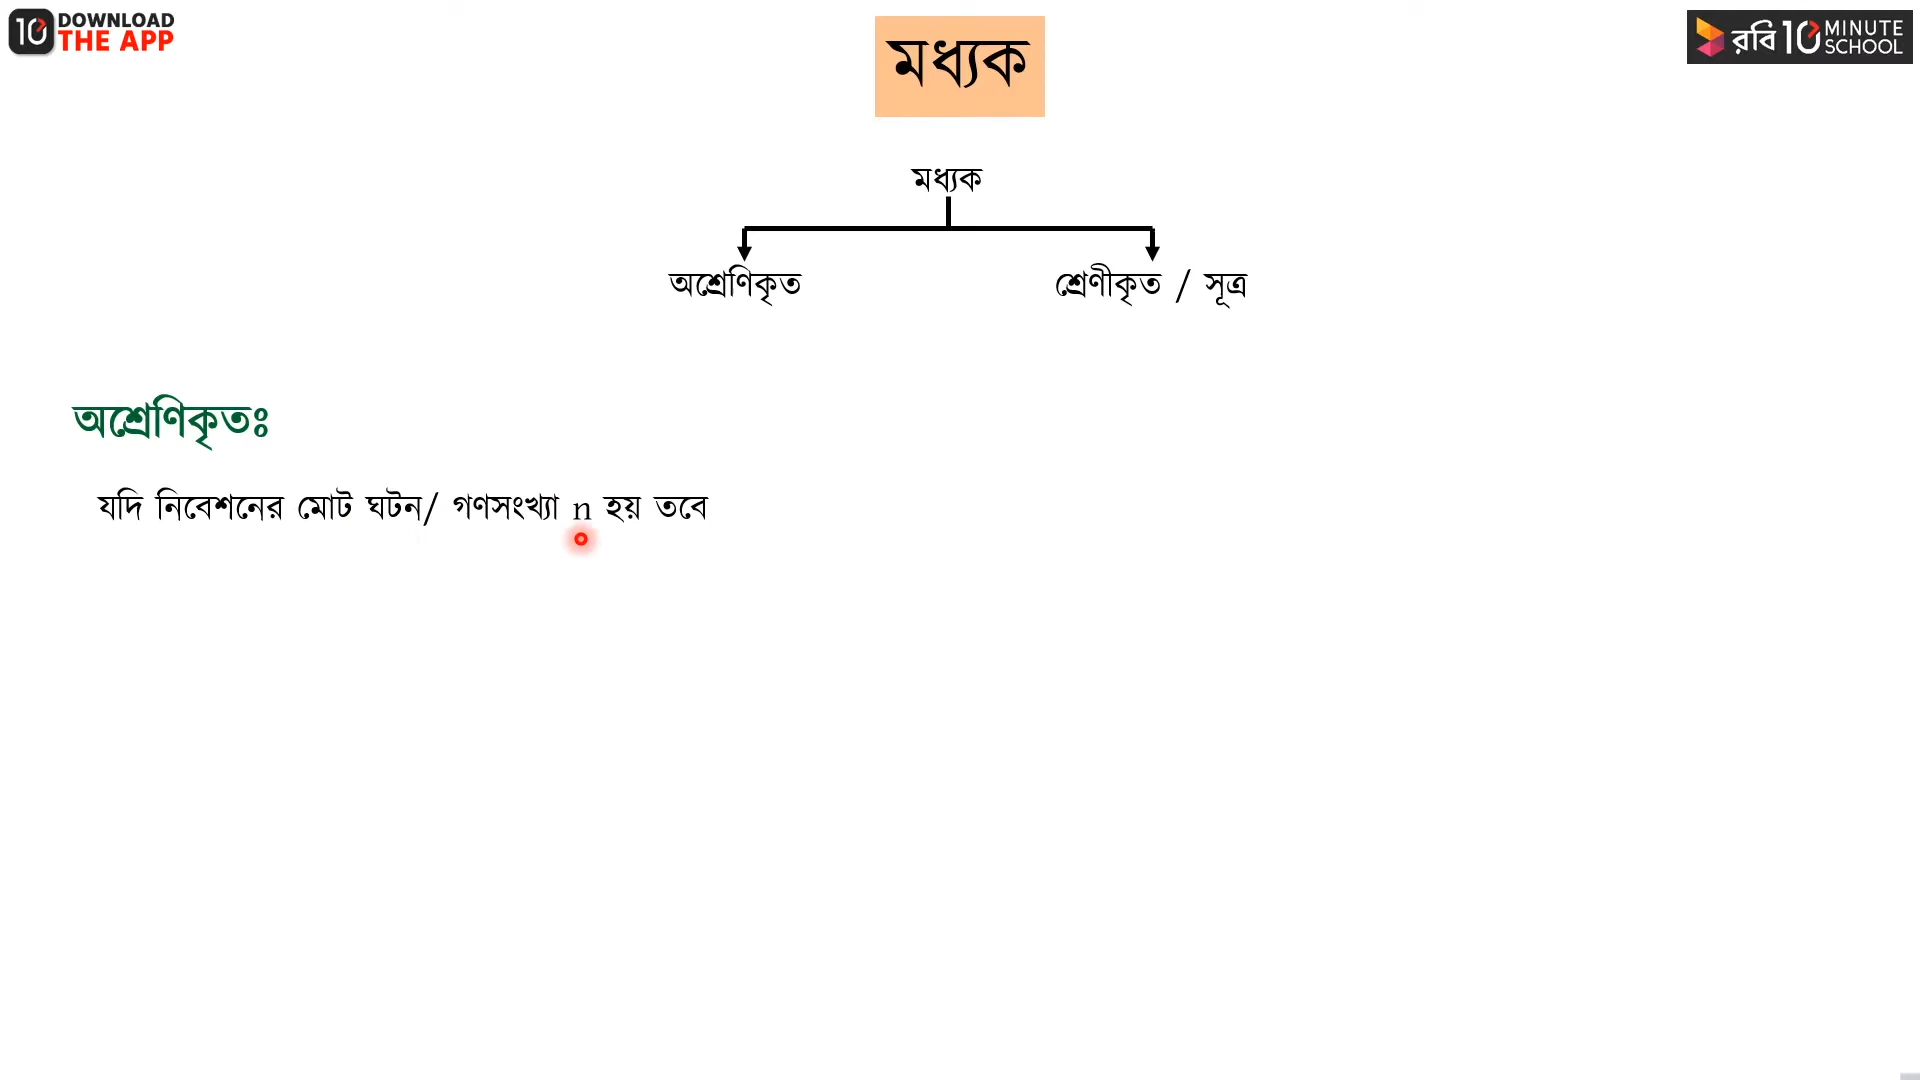 10 DOWNLOAD THE APP
মধ্যক
রবি 10 MINUTE SCHOOL
মধ্যক
অশ্রেণিকৃত শ্রেণীকৃত / সূত্র
অশ্রেণিকৃতঃ
যদি নিবেশনের মোট ঘটন/ গণসংখ্যা n হয় তবে